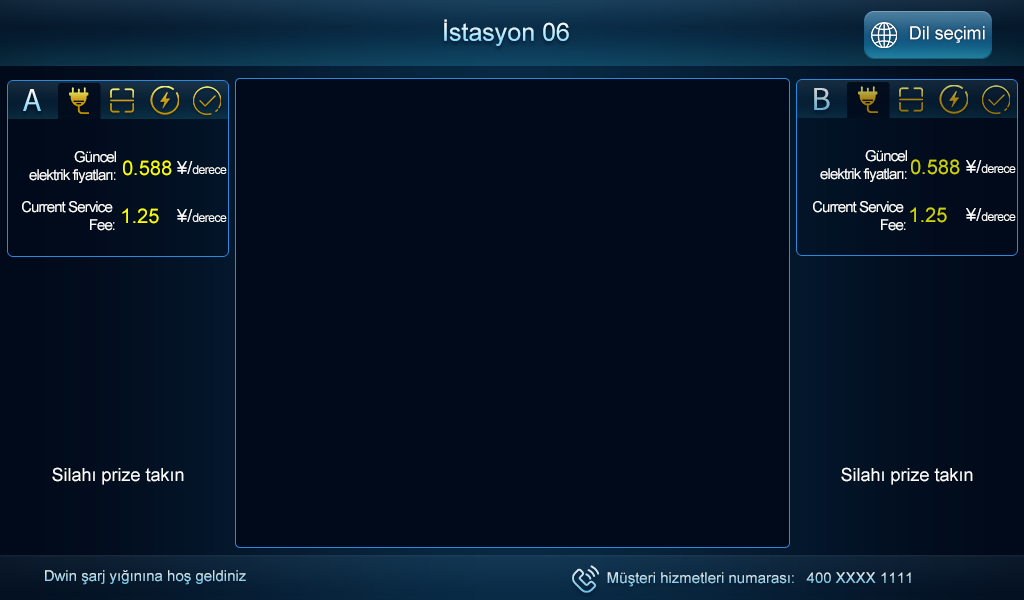 İstasyon 06
Dil seçimi
A
Güncel
elektrik fiyatları: 0.588 ¥/derece
Current Service
Fee: 1.25 ¥/derece
B
Güncel
elektrik fiyatları: 0.588 ¥/derece
Current Service
Fee: 1.25 ¥/derece
Silahı prize takın
Silahı prize takın
Dwin şarj yığınına hoş geldiniz
Müşteri hizmetleri numarası: 400 XXXX 1111